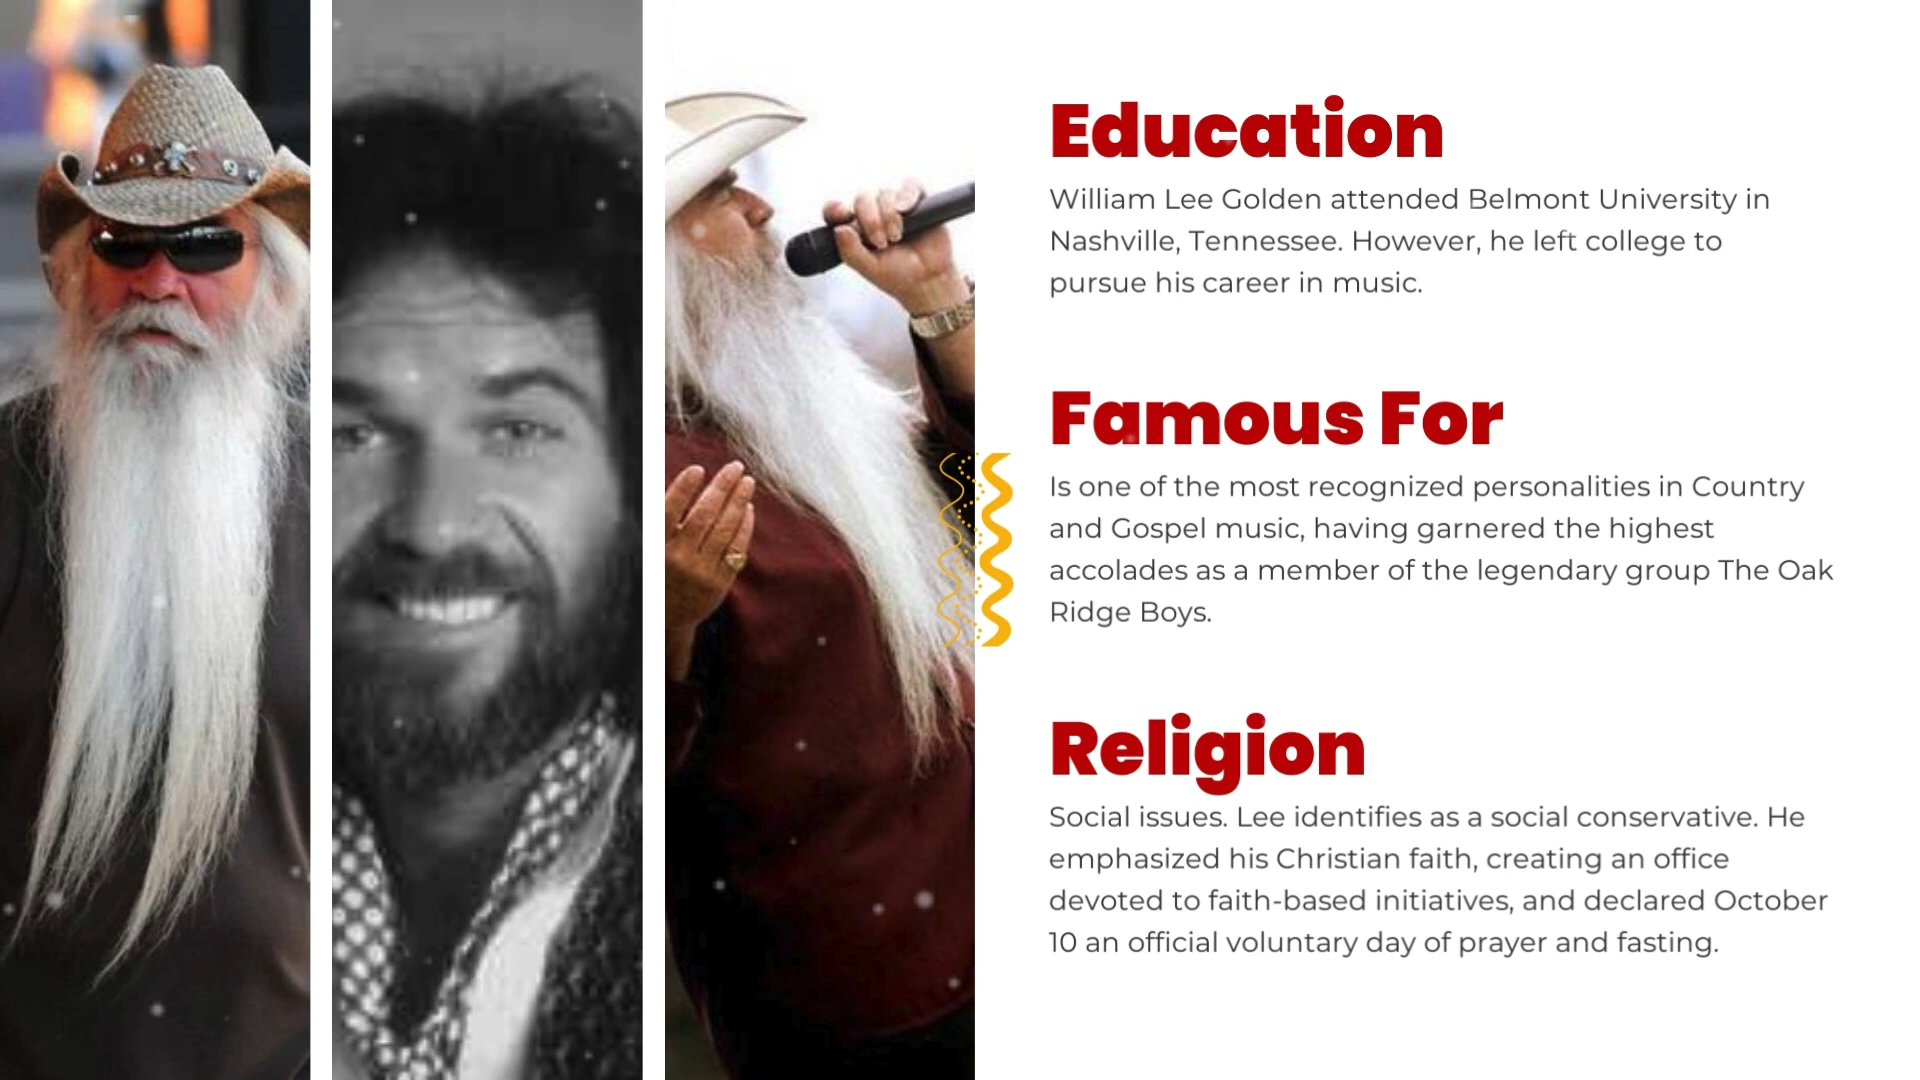 Education
William Lee Golden attended Belmont University in
Nashville, Tennessee. However, he left college to
pursue his career in music.
Famous For
Is one of the most recognized personalities in Country
and Gospel music, having garnered the highest
accolades as a member of the legendary group The Oak
Ridge Boys.
Religion
Social issues. Lee identifies as a social conservative. He
emphasized his Christian faith, creating an office
devoted to faith-based initiatives, and declared October
10 an official voluntary day of prayer and fasting.